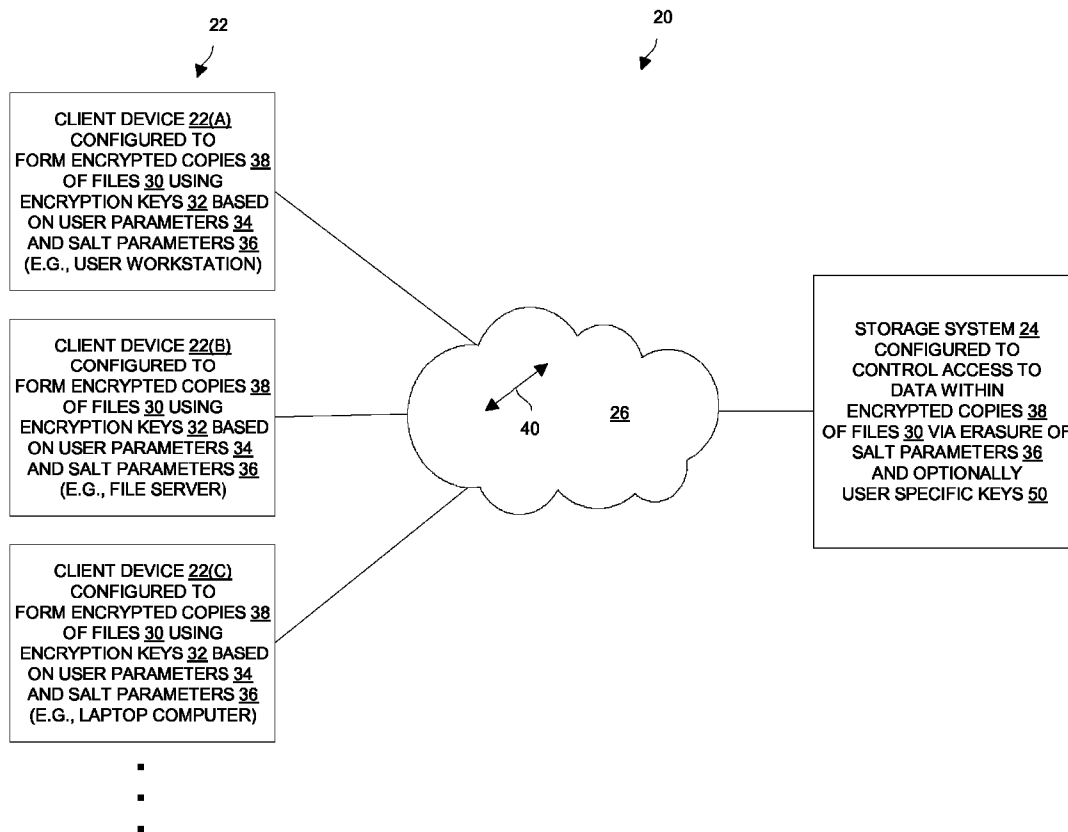 22
20
CLIENT DEVICE 22(A)
CONFIGURED TO
FORM ENCRYPTED COPIES 38
OF FILES 30 USING
ENCRYPTION KEYS 32 BASED
ON USER PARAMETERS 34
AND SALT PARAMETERS 36
(E.G., USER WORKSTATION)
CLIENT DEVICE 22(B)
CONFIGURED TO
FORM ENCRYPTED COPIES 38
OF FILES 30 USING
ENCRYPTION KEYS 32 BASED
ON USER PARAMETERS 34
AND SALT PARAMETERS 36
(E.G., FILE SERVER)
CLIENT DEVICE 22(C)
CONFIGURED TO
FORM ENCRYPTED COPIES 38
OF FILES 30 USING
ENCRYPTION KEYS 32 BASED
ON USER PARAMETERS 34
AND SALT PARAMETERS 36
(E.G., LAPTOP COMPUTER)
40
26
STORAGE SYSTEM 24
CONFIGURED TO
CONTROL ACCESS TO
DATA WITHIN
ENCRYPTED COPIES 38
OF FILES 30 VIA ERASURE OF
SALT PARAMETERS 36
AND OPTIONALLY
USER SPECIFIC KEYS 50